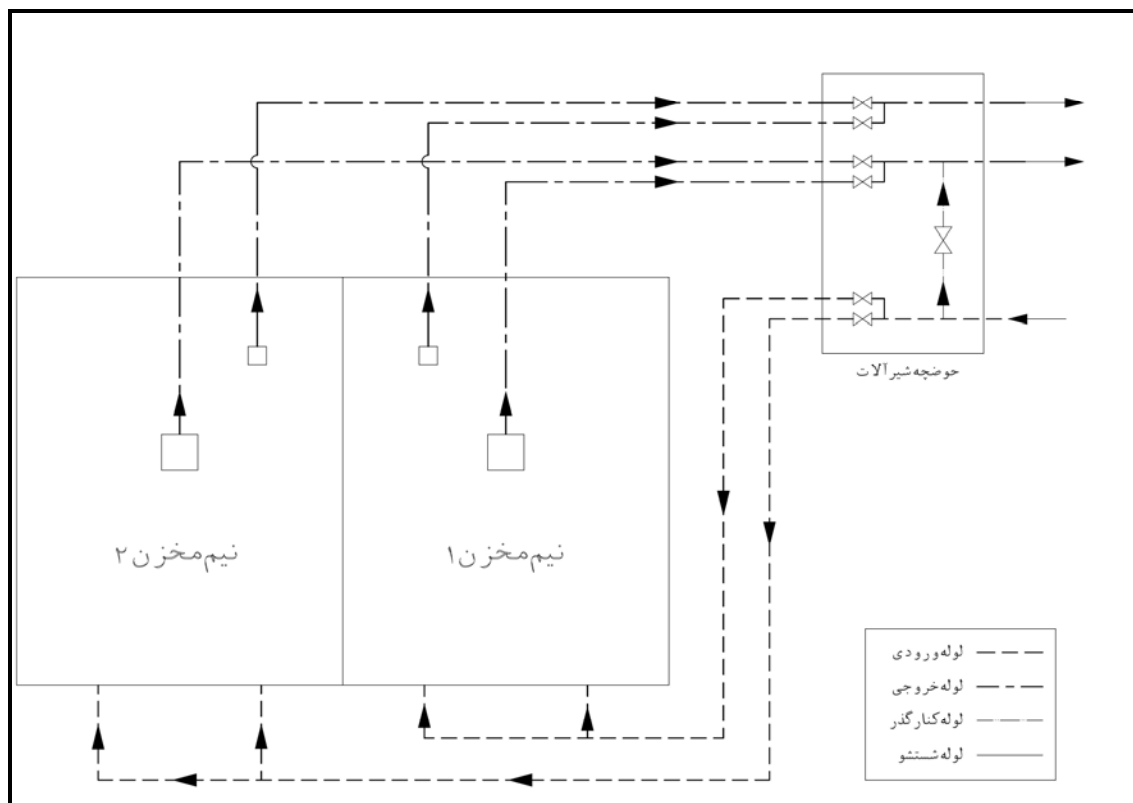 حوضچه شیرآلات
نیم مخزن ۱
نیم مخزن ۲
لوله ورودی
لوله خروجی
لوله کنارگذر
لوله شستشو